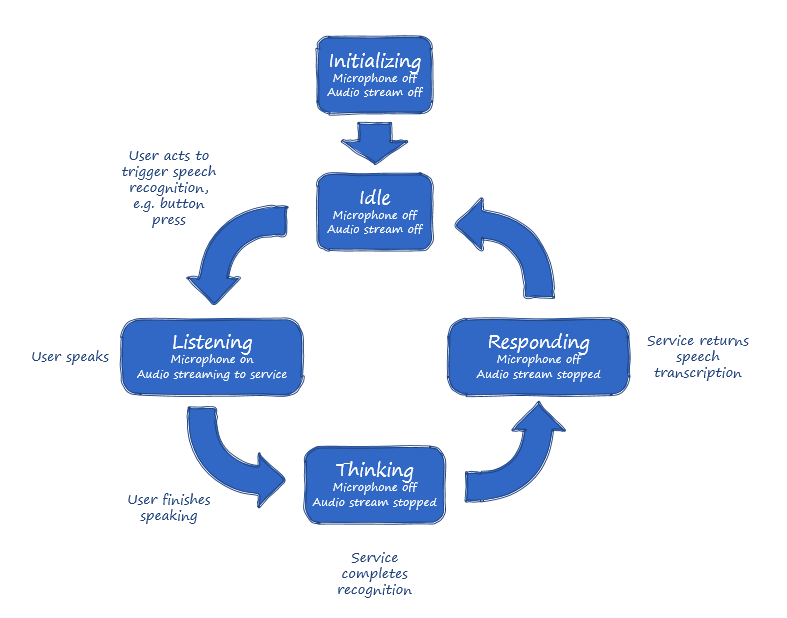 Initializing
Microphone off
Audio stream off
User acts to
trigger speech
recognition,
e.g. button
press
Idle
Microphone off
Audio stream off
User speaks
Listening
Microphone on
Audio streaming to service
Responding
Microphone off
Audio stream stopped
Service returns
speech
transcription
User finishes
speaking
Thinking
Microphone off
Audio stream stopped
Service
completes
recognition